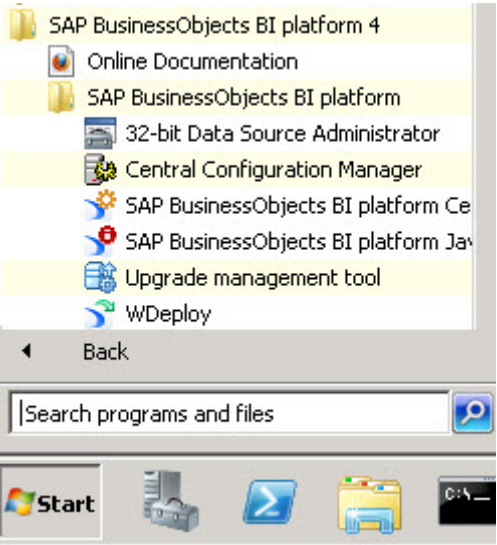 SAP BusinessObjects BI platform 4
Online Documentation
SAP BusinessObjects BI platform
32-bit Data Source Administrator
Central Configuration Manager
SAP BusinessObjects BI platform Ce
SAP BusinessObjects BI platform Jav
Upgrade management tool
WDeploy
Back
Search programs and files
Start
C:\